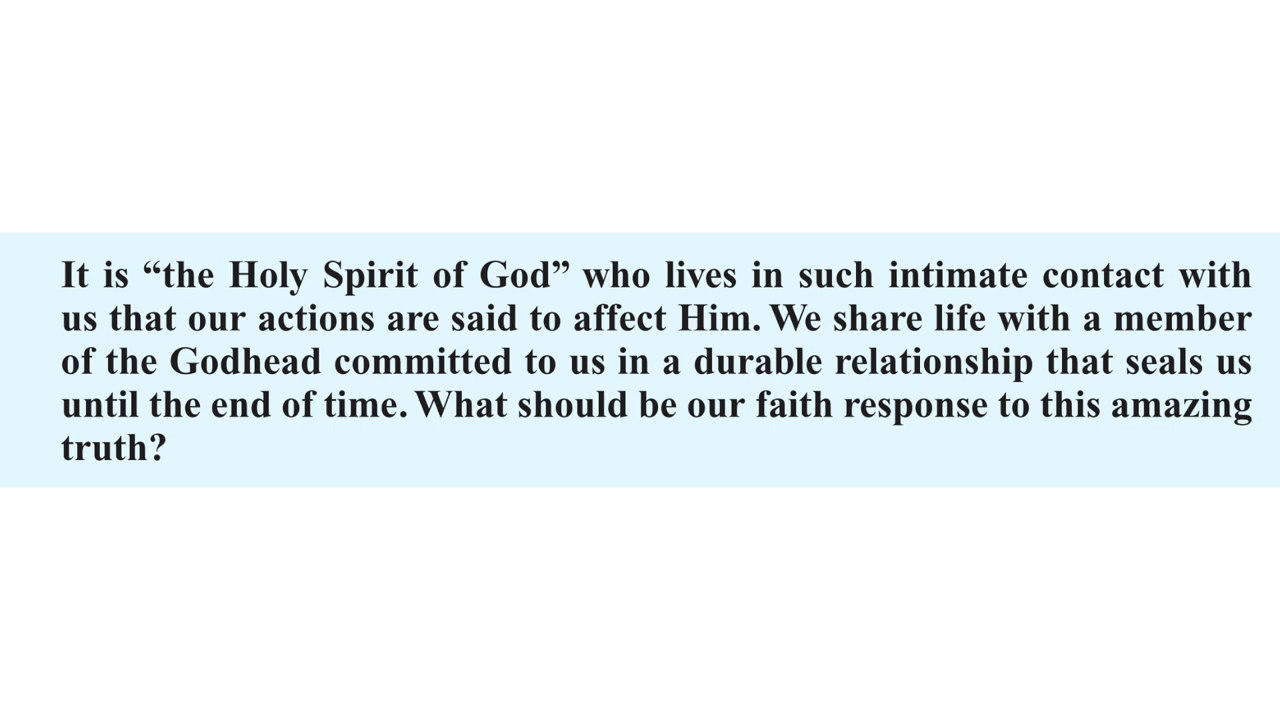 It is “the Holy Spirit of God” who lives in such intimate contact with
us that our actions are said to affect Him. We share life with a member
of the Godhead committed to us in a durable relationship that seals us
until the end of time. What should be our faith response to this amazing
truth?